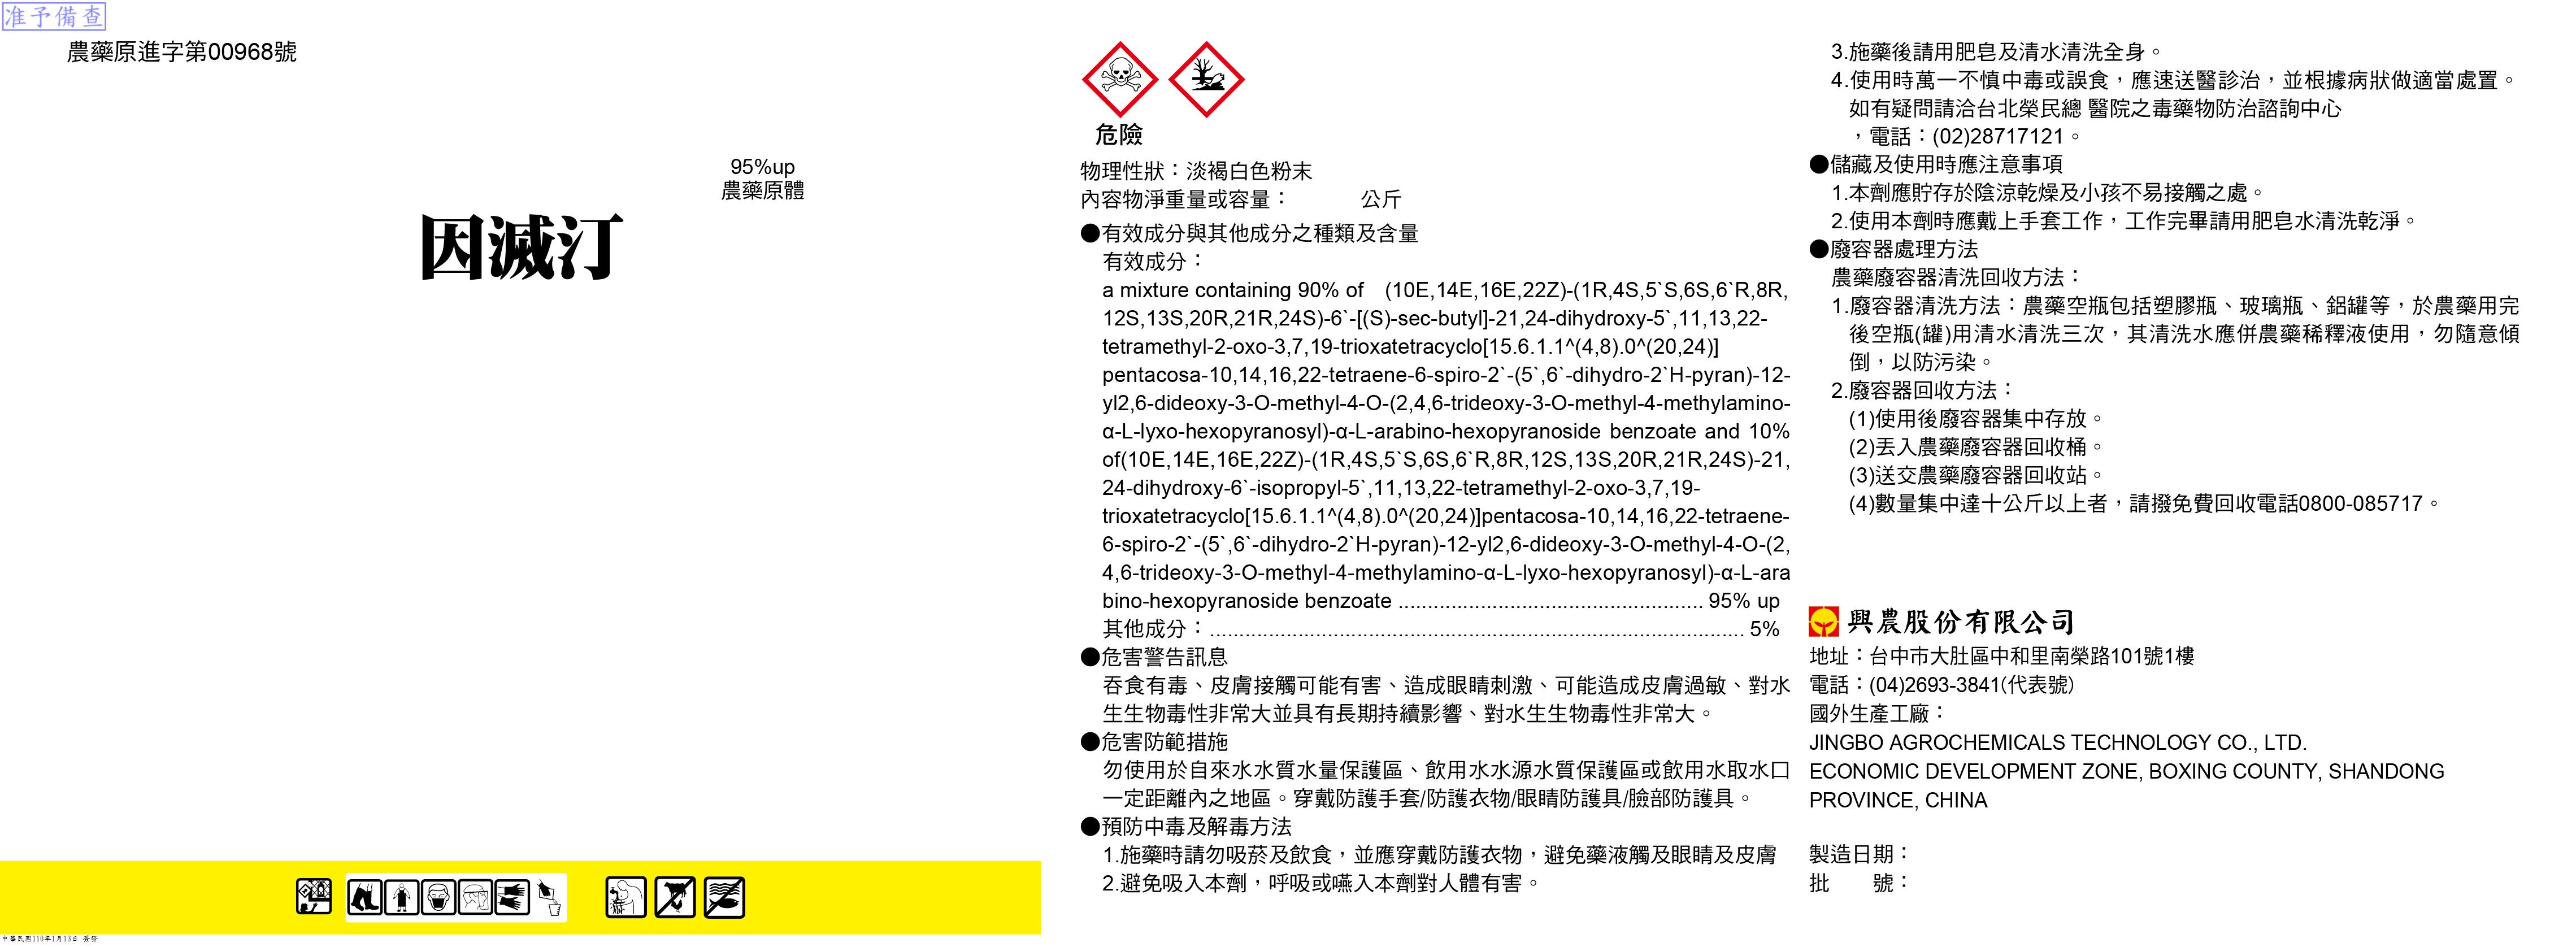 准予備查
農藥原進字第00968號
95%up
農藥原體
因滅汀
中華民國110年1月13日 簽發
危險
物理性狀：淡褐白色粉末
內容物淨重量或容量： 公斤
●有效成分與其他成分之種類及含量
有效成分：
a mixture containing 90% of (10E,14E,16E,22Z)-(1R,4S,5`S,6S,6`R,8R,
12S,13S,20R,21R,24S)-6`-[(S)-sec-butyl]-21,24-dihydroxy-5`,11,13,22-
tetramethyl-2-oxo-3,7,19-trioxatetracyclo[15.6.1.1^(4,8).0^(20,24)]
pentacosa-10,14,16,22-tetraene-6-spiro-2`-(5`,6`-dihydro-2`H-pyran)-12-
yl2,6-dideoxy-3-O-methyl-4-O-(2,4,6-trideoxy-3-O-methyl-4-methylamino-
α-L-lyxo-hexopyranosyl)-α-L-arabino-hexopyranoside benzoate and 10%
of(10E,14E,16E,22Z)-(1R,4S,5`S,6S,6`R,8R,12S,13S,20R,21R,24S)-21,
24-dihydroxy-6`-isopropyl-5`,11,13,22-tetramethyl-2-oxo-3,7,19-
trioxatetracyclo[15.6.1.1^(4,8).0^(20,24)]pentacosa-10,14,16,22-tetraene-
6-spiro-2`-(5`,6`-dihydro-2`H-pyran)-12-yl2,6-dideoxy-3-O-methyl-4-O-(2,
4,6-trideoxy-3-O-methyl-4-methylamino-α-L-lyxo-hexopyranosyl)-α-L-ara
bino-hexopyranoside benzoate .................................................... 95% up
其他成分：........................................................................................... 5%
●危害警告訊息
吞食有毒、皮膚接觸可能有害、造成眼睛刺激、可能造成皮膚過敏、對水
生生物毒性非常大並具有長期持續影響、對水生生物毒性非常大。
●危害防範措施
勿使用於自來水水質水量保護區、飲用水水源水質保護區或飲用水取水口
一定距離內之地區。穿戴防護手套/防護衣物/眼睛防護具/臉部防護具。
●預防中毒及解毒方法
1.施藥時請勿吸菸及飲食，並應穿戴防護衣物，避免藥液觸及眼睛及皮膚
2.避免吸入本劑，呼吸或嚥入本劑對人體有害。
3.施藥後請用肥皂及清水清洗全身。
4.使用時萬一不慎中毒或誤食，應速送醫診治，並根據病狀做適當處置。
如有疑問請洽台北榮民總 醫院之毒藥物防治諮詢中心
，電話：(02)28717121。
●儲藏及使用時應注意事項
1.本劑應貯存於陰涼乾燥及小孩不易接觸之處。
2.使用本劑時應戴上手套工作，工作完畢請用肥皂水清洗乾淨。
●廢容器處理方法
農藥廢容器清洗回收方法：
1.廢容器清洗方法：農藥空瓶包括塑膠瓶、玻璃瓶、鋁罐等，於農藥用完
後空瓶(罐)用清水清洗三次，其清洗水應併農藥稀釋液使用，勿隨意傾
倒，以防污染。
2.廢容器回收方法：
(1)使用後廢容器集中存放。
(2)丟入農藥廢容器回收桶。
(3)送交農藥廢容器回收站。
(4)數量集中達十公斤以上者，請撥免費回收電話0800-085717。
興農股份有限公司
地址：台中市大肚區中和里南榮路101號1樓
電話：(04)2693-3841(代表號)
國外生產工廠：
JINGBO AGROCHEMICALS TECHNOLOGY CO., LTD.
ECONOMIC DEVELOPMENT ZONE, BOXING COUNTY, SHANDONG
PROVINCE, CHINA
製造日期：
批 號：